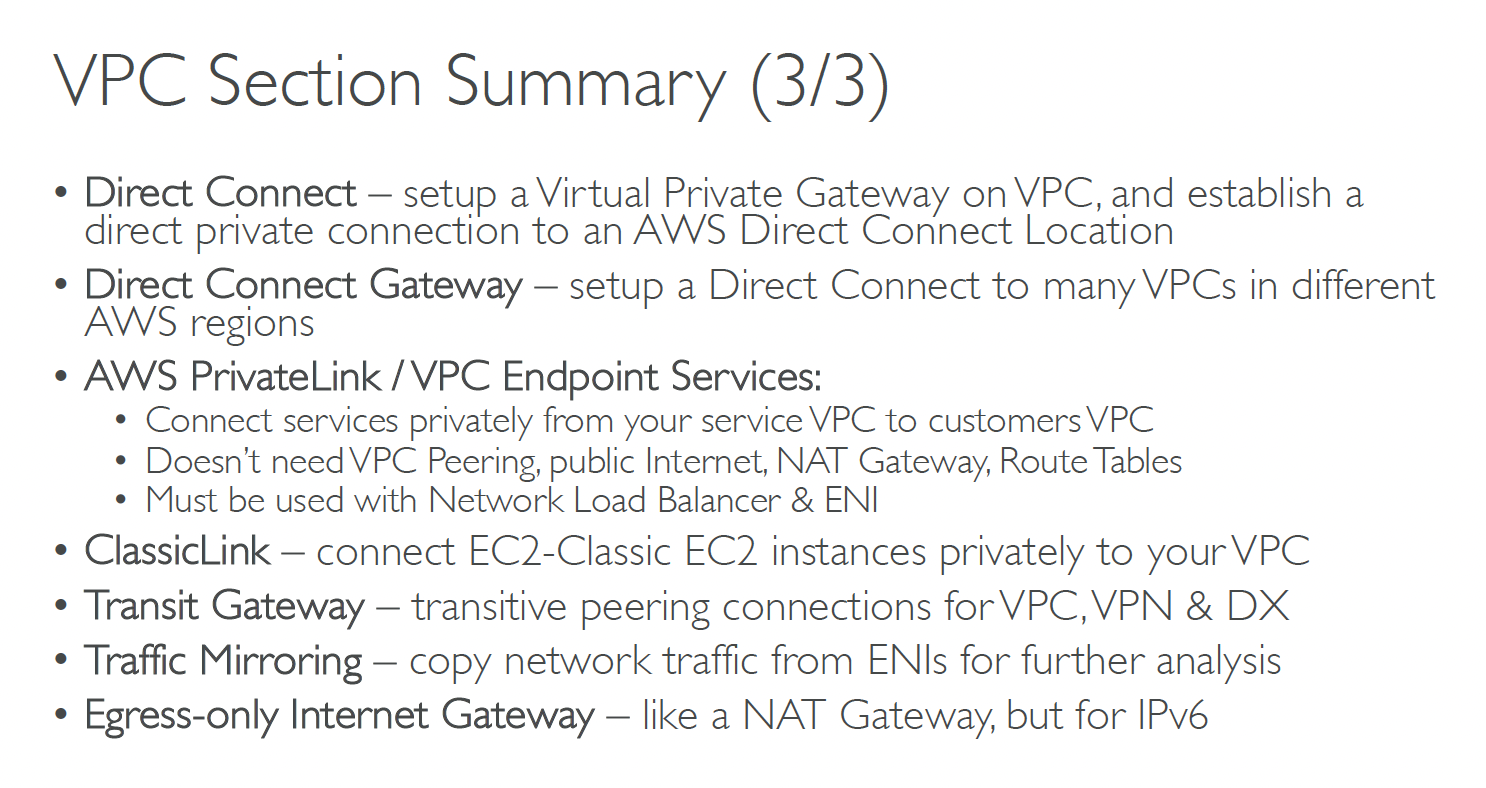 VPC Section Summary (3/3)
• Direct Connect – setup a Virtual Private Gateway on VPC, and establish a
direct private connection to an AWS Direct Connect Location
• Direct Connect Gateway – setup a Direct Connect to many VPCs in different
AWS regions
• AWS PrivateLink / VPC Endpoint Services:
• Connect services privately from your service VPC to customers VPC
• Doesn’t need VPC Peering, public Internet, NAT Gateway, Route Tables
• Must be used with Network Load Balancer & ENI
• ClassicLink – connect EC2-Classic EC2 instances privately to your VPC
• Transit Gateway – transitive peering connections for VPC, VPN & DX
• Traffic Mirroring – copy network traffic from ENIs for further analysis
• Egress-only Internet Gateway – like a NAT Gateway, but for IPv6